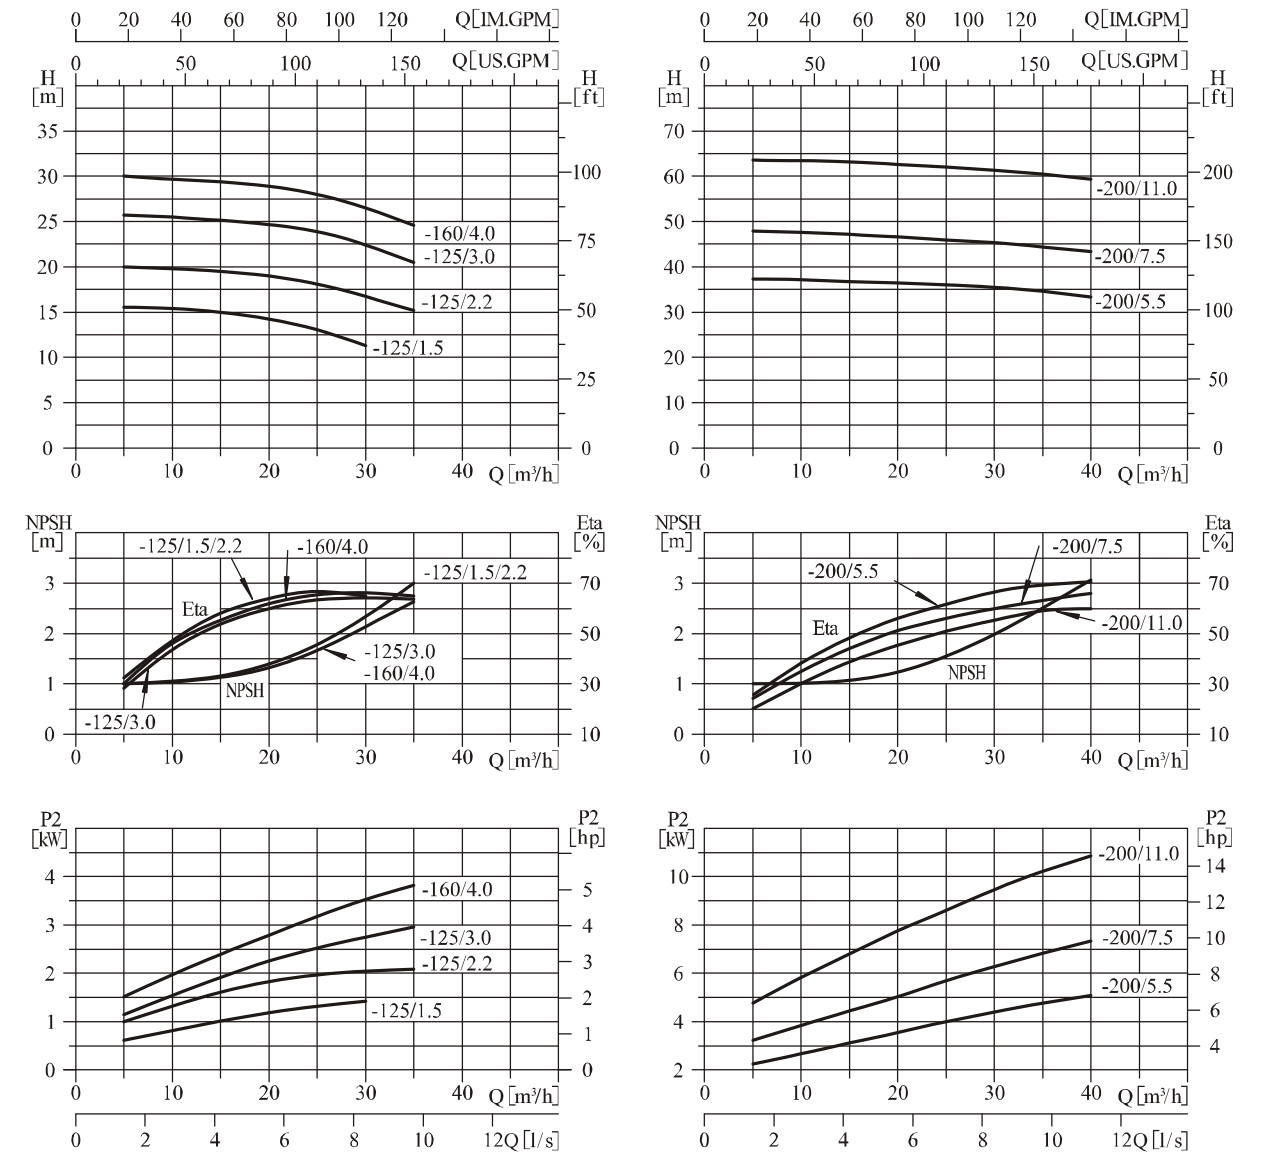 0 20 40 60 80 100 120 Q[IM.GPM]
0 50 100 150 Q[US.GPM]
H
[m]
H
[ft]
35
30
25
20
15
10
5
0
100
75
50
25
0
-160/4.0
-125/3.0
-125/2.2
-125/1.5
0 10 20 30 40 Q[m³/h]
0 20 40 60 80 100 120 Q[IM.GPM]
0 50 100 150 Q[US.GPM]
H
[m]
H
[ft]
70
60
50
40
30
20
10
0
200
150
100
50
0
-200/11.0
-200/7.5
-200/5.5
0 10 20 30 40 Q[m³/h]
NPSH
[m]
Eta
[%]
3
2
1
0
70
50
30
10
-125/1.5/2.2
-160/4.0
-125/1.5/2.2
Eta
-125/3.0
-160/4.0
NPSH
-125/3.0
0 10 20 30 40 Q[m³/h]
NPSH
[m]
Eta
[%]
3
2
1
0
70
50
30
10
-200/7.5
-200/5.5
-200/11.0
Eta
NPSH
0 10 20 30 40 Q[m³/h]
P2
[kW]
P2
[hp]
4
3
2
1
0
5
4
3
2
1
0
-160/4.0
-125/3.0
-125/2.2
-125/1.5
0 10 20 30 40 Q[m³/h]
0 2 4 6 8 10 12Q[l/s]
P2
[kW]
P2
[hp]
10
8
6
4
2
14
12
10
8
6
4
-200/11.0
-200/7.5
-200/5.5
0 10 20 30 40 Q[m³/h]
0 2 4 6 8 10 12Q[l/s]